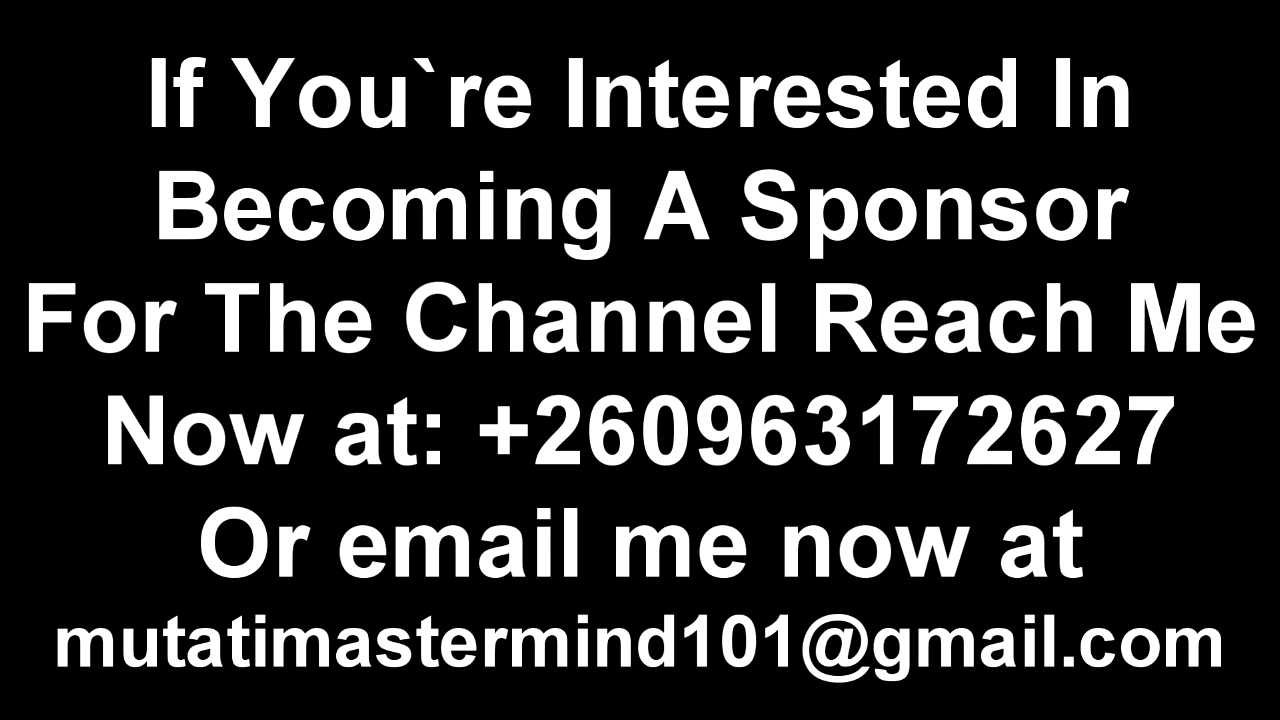 If You`re Interested In
Becoming A Sponsor
For The Channel Reach Me
Now at: +260963172627
Or email me now at
mutatimastermind101@gmail.com